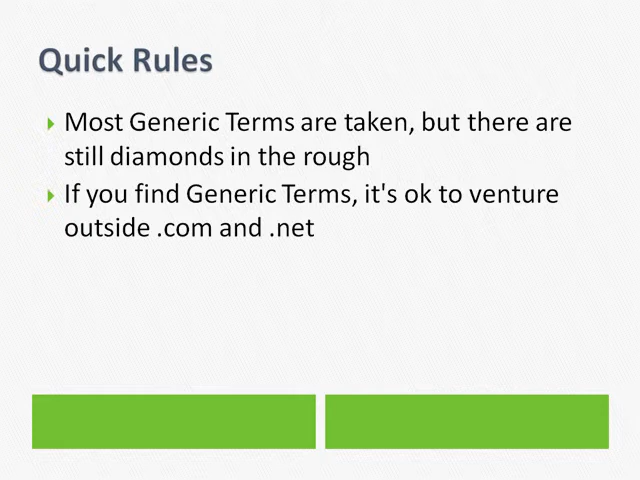 Quick Rules
Most Generic Terms are taken, but there are
still diamonds in the rough
If you find Generic Terms, it's ok to venture
outside .com and .net